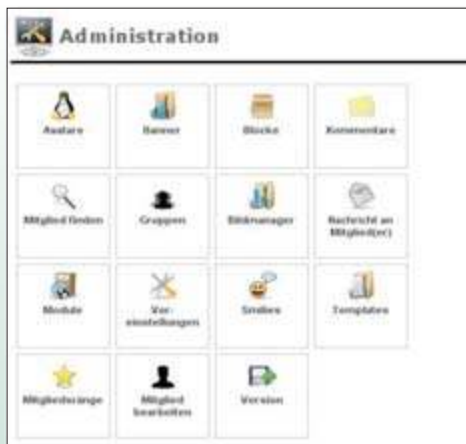 Administration
Avatare
Banner
Blöcke
Kommentare
Mitglied finden
Gruppen
Bildmanager
Nachricht an
Mitglied(er)
Module
Vor-
einstellungen
Smilies
Templates
Mitgliedsränge
Mitglied
bearbeiten
Version